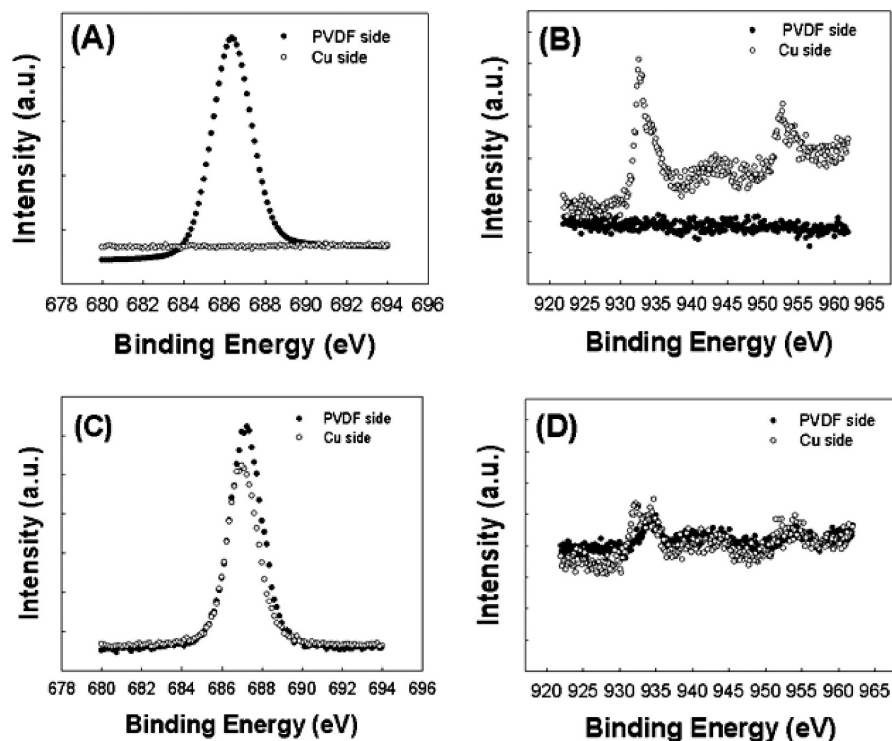 (A)
PVDF side
Cu side
Intensity (a.u.)
678 680 682 684 686 688 690 692 694 696
Binding Energy (eV)
(B)
PVDF side
Cu side
Intensity (a.u.)
920 925 930 935 940 945 950 955 960 965
Binding Energy (eV)
(C)
PVDF side
Cu side
Intensity (a.u.)
678 680 682 684 686 688 690 692 694 696
Binding Energy (eV)
(D)
PVDF side
Cu side
Intensity (a.u.)
920 925 930 935 940 945 950 955 960 965
Binding Energy (eV)